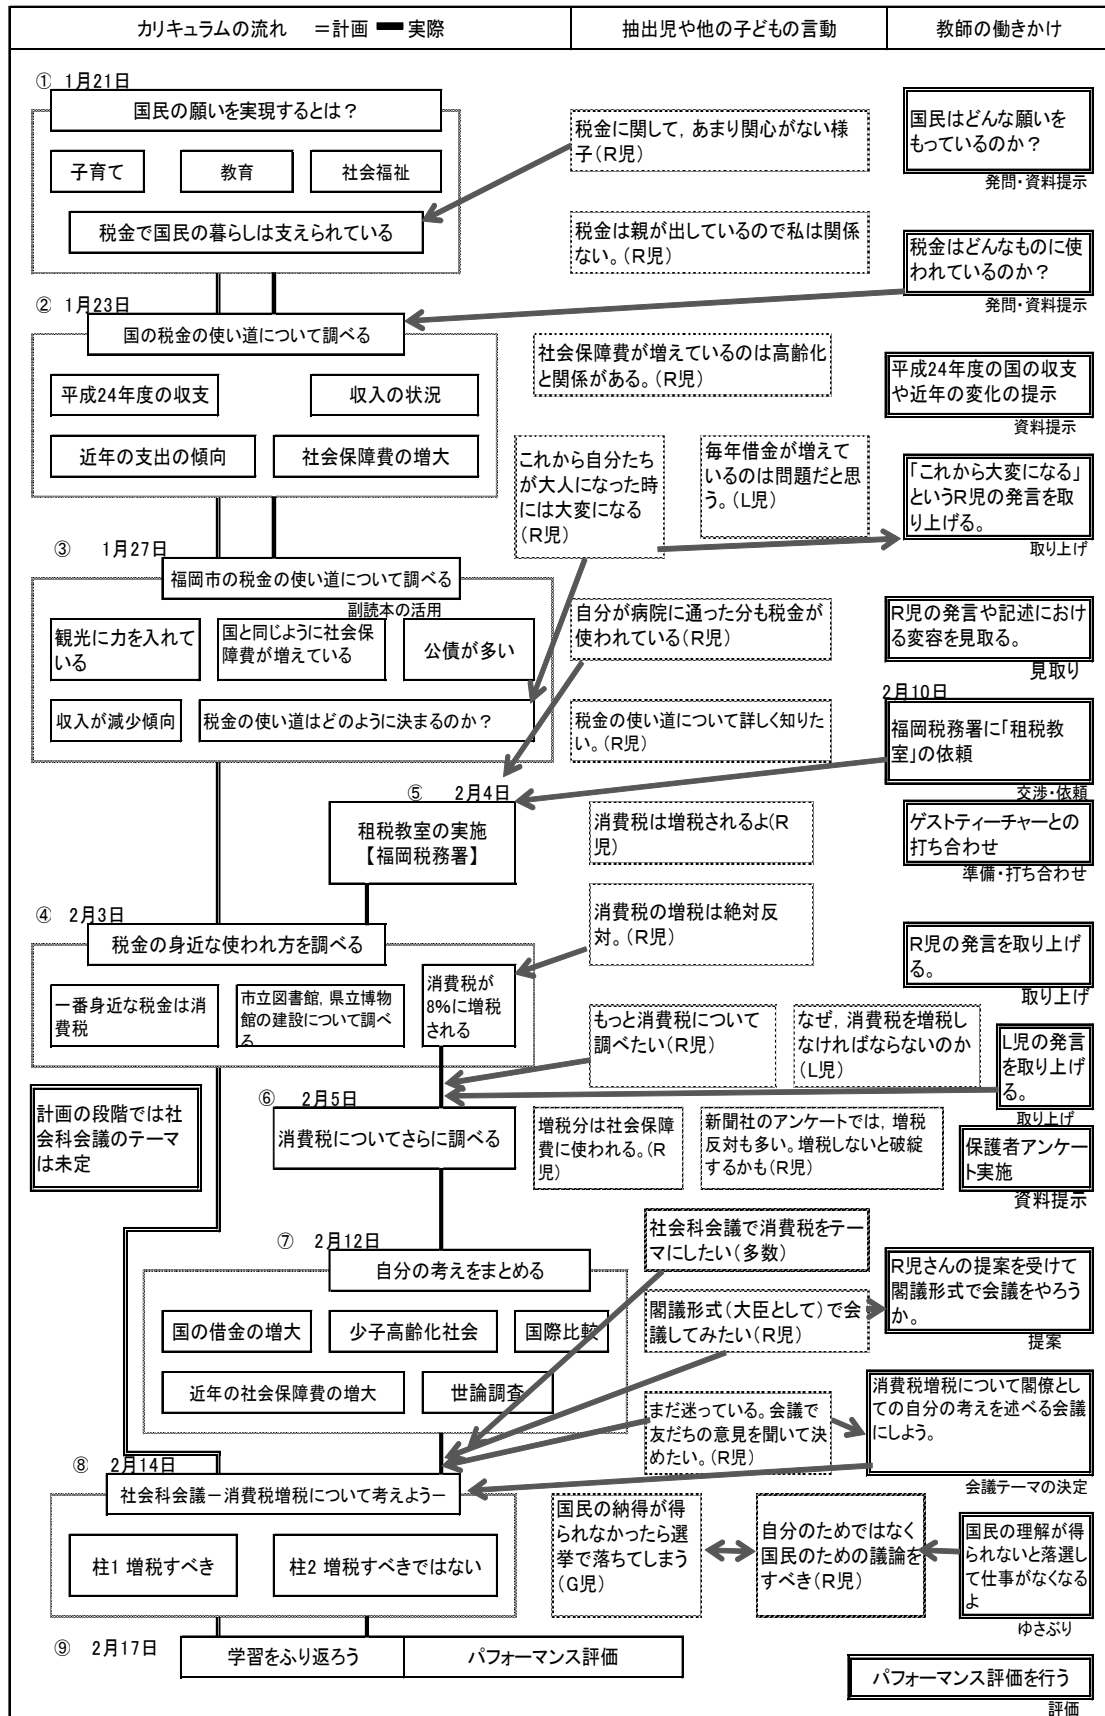 カリキュラムの流れ　＝計画 ━ 実際
抽出児や他の子どもの言動
教師の働きかけ
① 1月21日
国民の願いを実現するとは？
子育て
教育
社会福祉
税金で国民の暮らしは支えられている
税金に関して，あまり関心がない様
子(R児)
税金は親が出しているので私は関係
ない。(R児)
国民はどんな願いを
もっているのか？
発問・資料提示
税金はどんなものに使
われているのか？
発問・資料提示
② 1月23日
国の税金の使い道について調べる
平成24年度の収支
収入の状況
近年の支出の傾向
社会保障費の増大
社会保障費が増えているのは高齢化
と関係がある。(R児)
これから自分たち
が大人になった時
には大変になる
(R児)
毎年借金が増えて
いるのは問題だと思
う。(L児)
平成24年度の国の収支
や近年の変化の提示
資料提示
「これから大変になる」
というR児の発言を取
り上げる。
取り上げ
③ 1月27日
福岡市の税金の使い道について調べる
副読本の活用
観光に力を入れて
いる
国と同じように社会保
障費が増えている
公債が多い
収入が減少傾向
税金の使い道はどのように決まるのか？
自分が病院に通った分も税金が
使われている(R児)
税金の使い道について詳しく知りた
い。(R児)
R児の発言や記述におけ
る変容を見取る。
見取り
2月10日
福岡税務署に「租税教
室」の依頼
交渉・依頼
⑤ 2月4日
租税教室の実施
【福岡税務署】
消費税は増税されるよ(R
児)
ゲストティーチャーとの
打ち合わせ
準備・打ち合わせ
④ 2月3日
税金の身近な使われ方を調べる
一番身近な税金は消
費税
市立図書館，県立博物
館の建設について調べ
る
消費税が
8%に増税
される
消費税の増税は絶対反
対。(R児)
R児の発言を取り上げ
る。
取り上げ
もっと消費税について
調べたい(R児)
なぜ，消費税を増税し
なければならないのか
(L児)
L児の発言
を取り上げ
る。
取り上げ
計画の段階では社
会科会議のテーマ
は未定
⑥ 2月5日
消費税についてさらに調べる
増税分は社会保障
費に使われる。(R
児)
新聞社のアンケートでは，増税
反対も多い。増税しないと破綻
するかも(R児)
保護者アンケー
ト実施
資料提示
⑦ 2月12日
自分の考えをまとめる
国の借金の増大
少子高齢化社会
国際比較
近年の社会保障費の増大
世論調査
社会科会議で消費税をテー
マにしたい(多数)
閣議形式(大臣として)で会
議してみたい(R児)
まだ迷っている。会議で
友だちの意見を聞いて決
めたい。(R児)
R児さんの提案を受けて
閣議形式で会議をやろう
か。
提案
消費税増税について閣僚とし
ての自分の考えを述べる会議
にしよう。
会議テーマの決定
⑧ 2月14日
社会科会議－消費税増税について考えよう－
柱1 増税すべき
柱2 増税すべきではない
国民の納得が得
られなかったら選
挙で落ちてしまう
(G児)
自分のためではなく
国民のための議論を
すべき(R児)
国民の理解が得
られないと落選し
て仕事がなくなる
よ
ゆさぶり
⑨ 2月17日
学習をふり返ろう
パフォーマンス評価
パフォーマンス評価を行う
評価